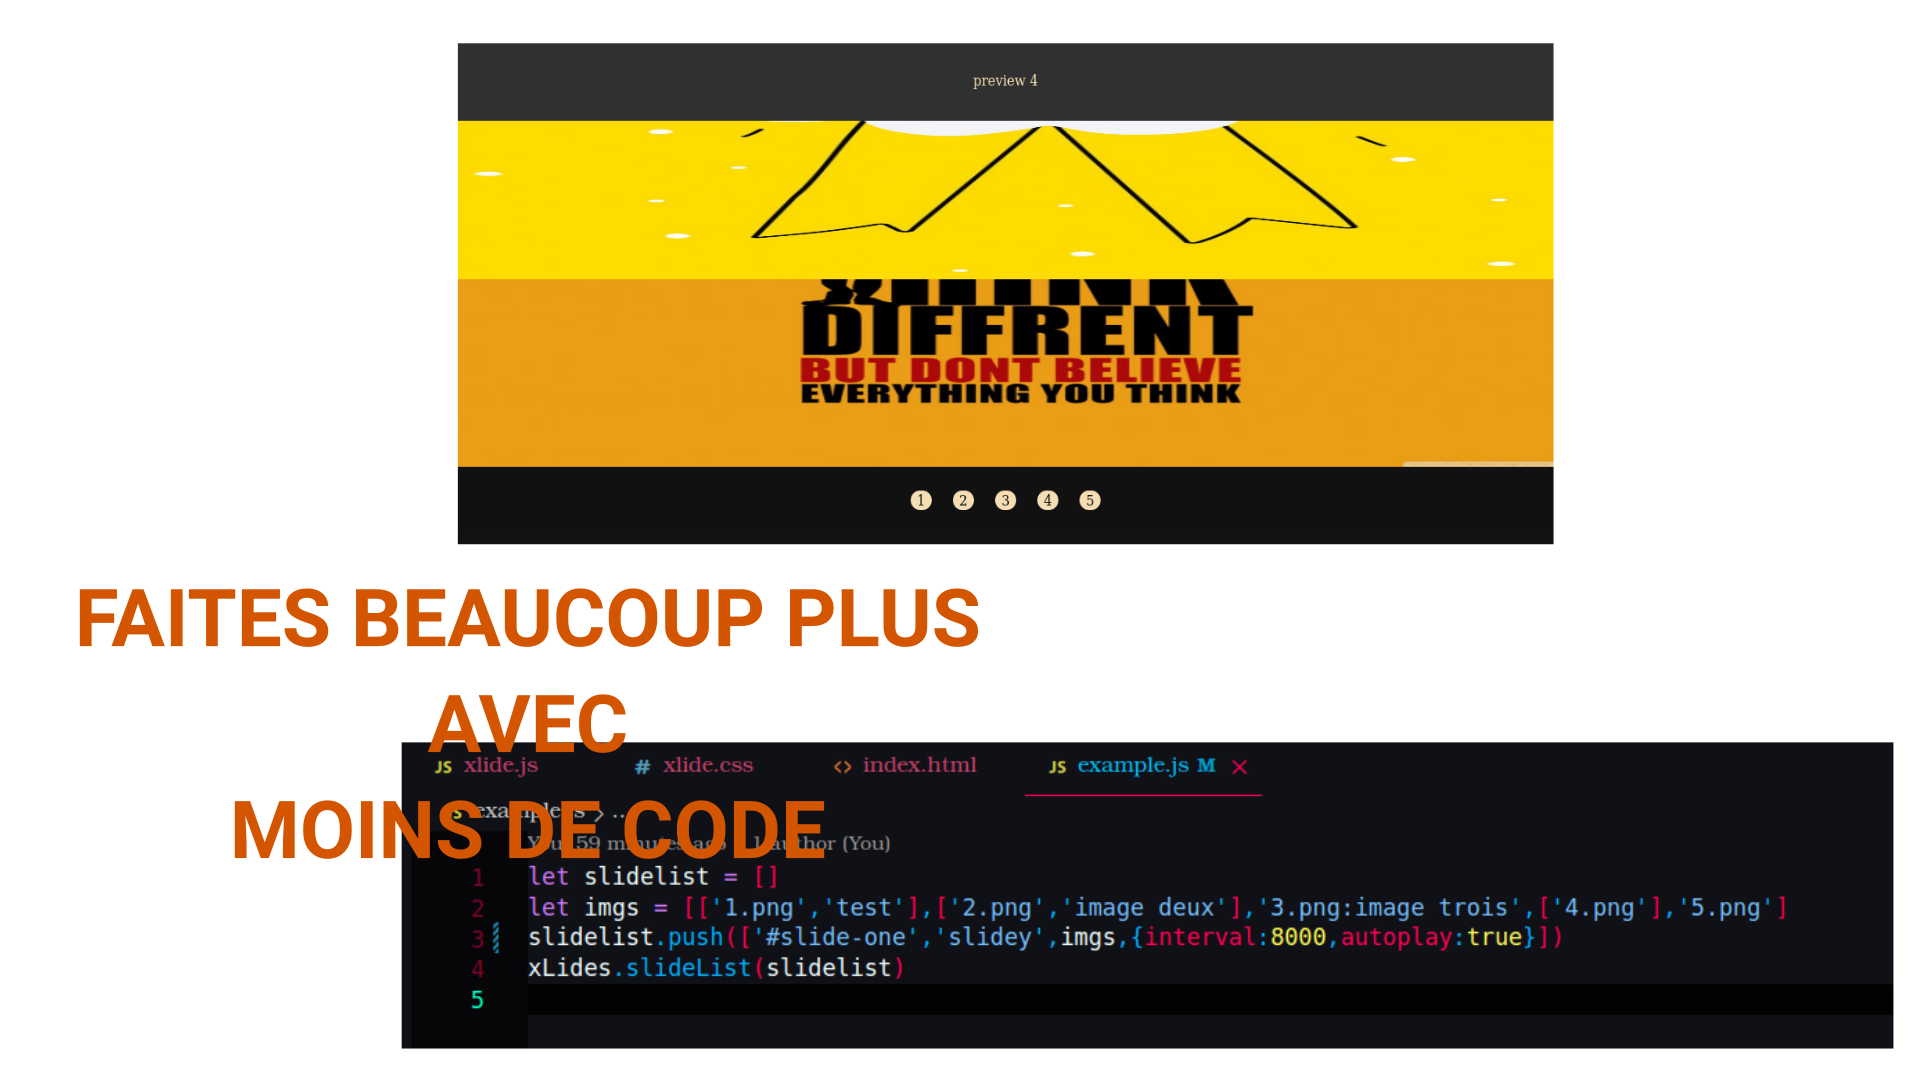 preview 4
DIFFRENT
BUT DONT BELIEVE
EVERYTHING YOU THINK
1 2 3 4 5
FAITES BEAUCOUP PLUS
AVEC
MOINS DE CODE
JS xlide.js # xlide.css <> index.html JS example.js M ×
example.js > ...
You, 59 minutes ago | 1 author (You)
1 let slidelist = []
2 let imgs = [['1.png','test'],['2.png','image deux'],'3.png:image trois',['4.png'],'5.png']
3 slidelist.push(['#slide-one','slidey',imgs,{interval:8000,autoplay:true}])
4 xLides.slideList(slidelist)
5